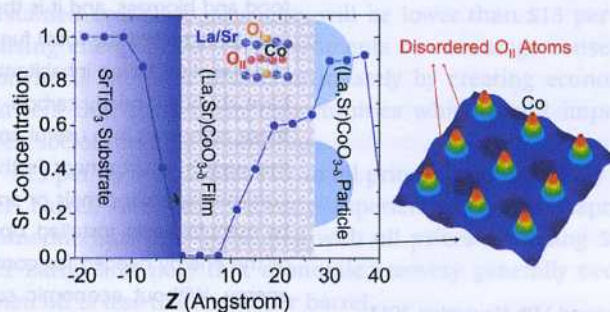 1.0
0.8
0.6
0.4
0.2
0.0
Sr Concentration
-20 -10 0 10 20 30 40
Z (Angstrom)
SrTiO₃ Substrate
(La,Sr)CoO₃₋δ Film
(La,Sr)CoO₃₋δ Particle
La/Sr
O_I
Co
O_II
Disordered O_II Atoms
Co